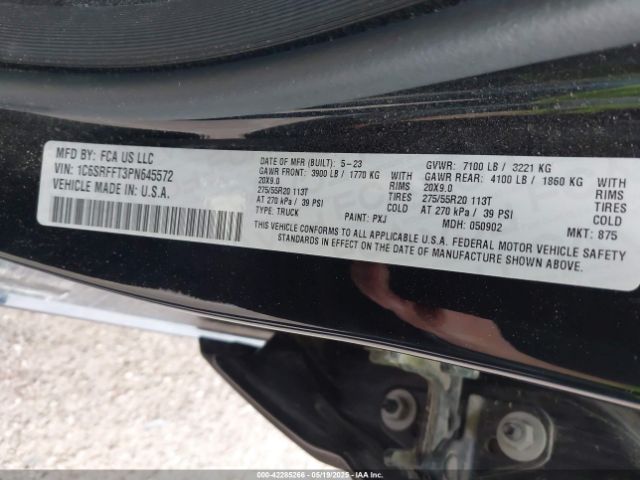 MFD BY: FCA US LLC
VIN: 1C6SRFFT3PN645572
VEHICLE MADE IN U.S.A.
DATE OF MFR (BUILT): 5-23 GVWR: 7100 LB / 3221 KG
GAWR FRONT: 3900 LB / 1770 KG GAWR REAR: 4100 LB / 1860 KG
20X9.0 RIMS 20X9.0 RIMS
275/55R20 113T TIRES 275/55R20 113T TIRES
AT 270 kPa / 39 PSI COLD AT 270 kPa / 39 PSI COLD
TYPE: TRUCK PAINT: PXJ MDH: 050902 MKT: 875
THIS VEHICLE CONFORMS TO ALL APPLICABLE U.S.A. FEDERAL MOTOR VEHICLE SAFETY
STANDARDS IN EFFECT ON THE DATE OF MANUFACTURE SHOWN ABOVE.
000-42285266 - 05/19/2025 - IAAI.com